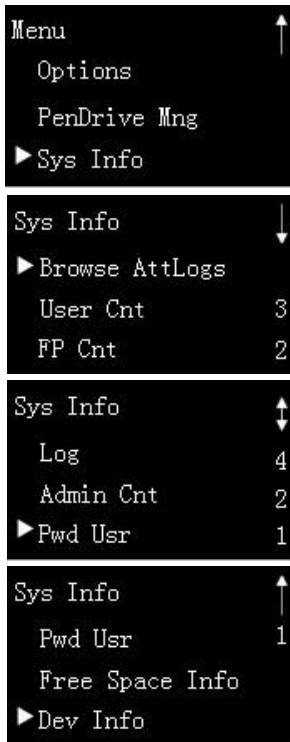 Menu
Options
PenDrive Mng
Sys Info
Sys Info
Browse AttLogs
User Cnt 3
FP Cnt 2
Sys Info
Log 4
Admin Cnt 2
Pwd Usr 1
Sys Info
Pwd Usr 1
Free Space Info
Dev Info